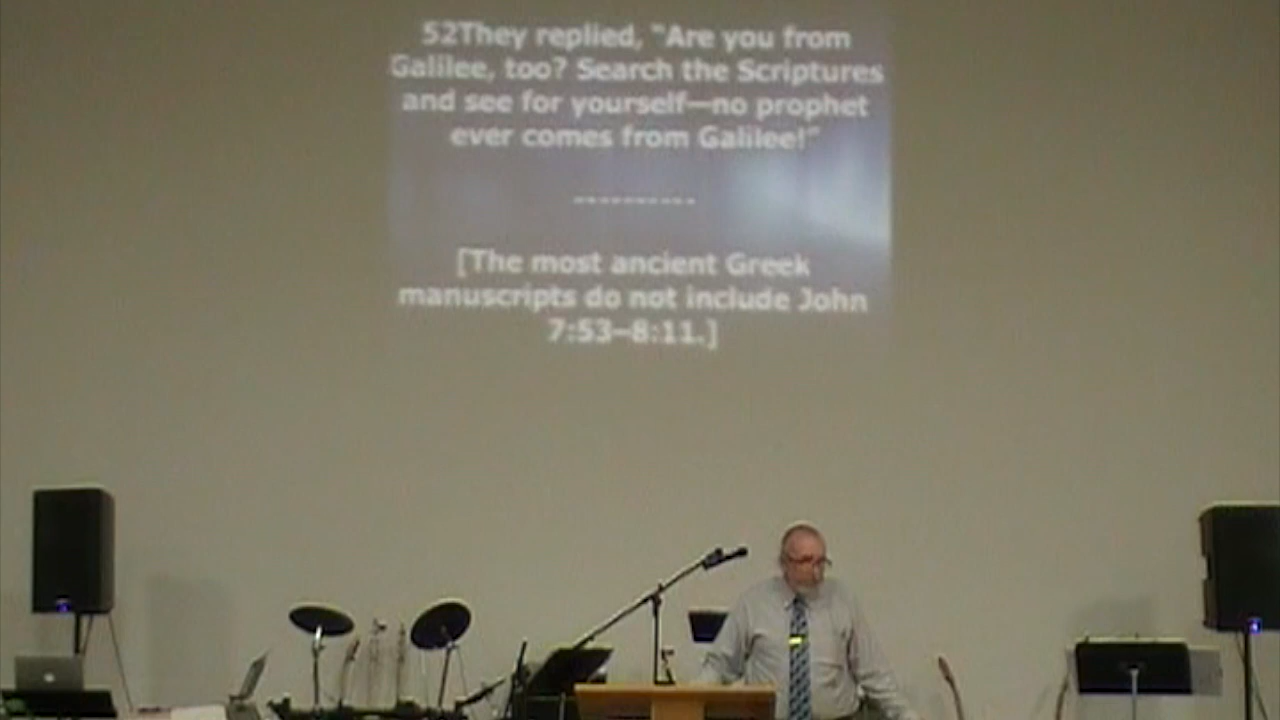 52They replied, “Are you from
Galilee, too? Search the Scriptures
and see for yourself—no prophet
ever comes from Galilee!”
----------
[The most ancient Greek
manuscripts do not include John
7:53–8:11.]